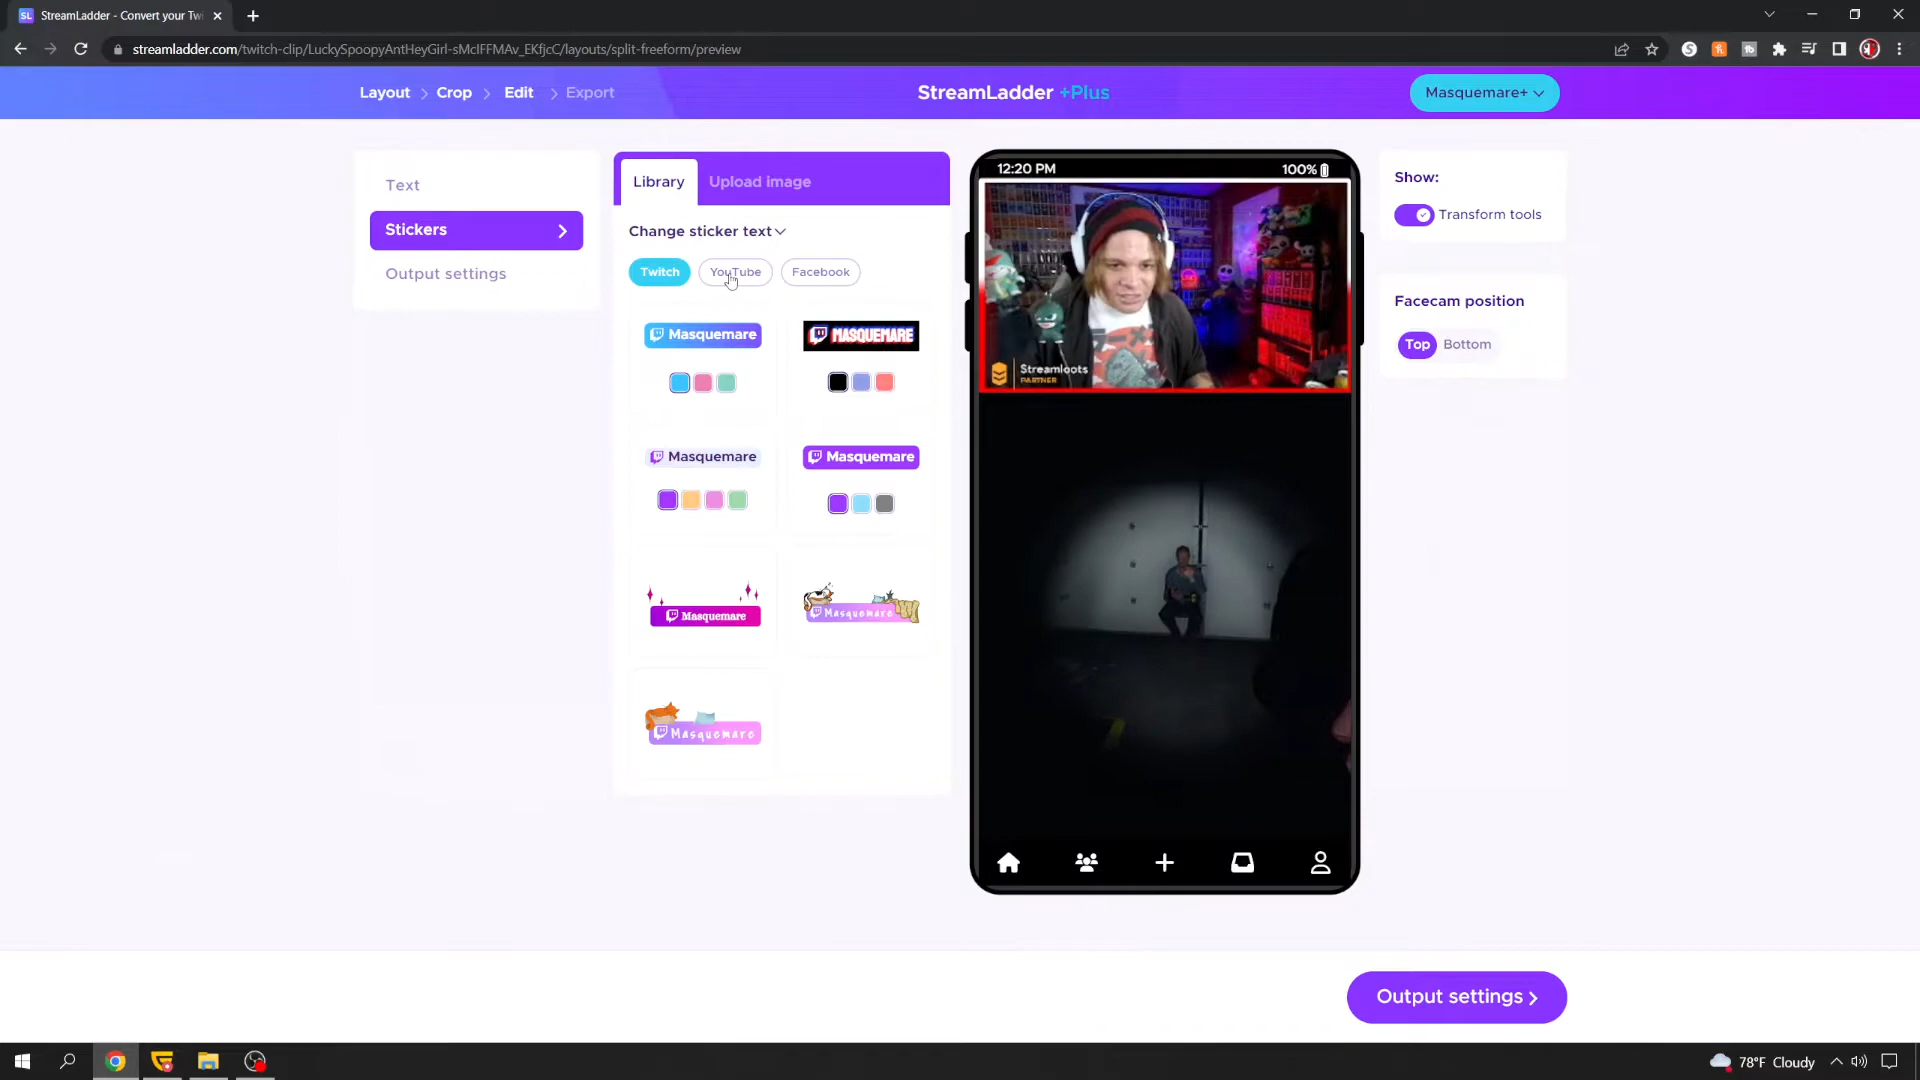 StreamLadder - Convert your Tw
streamladder.com/twitch-clip/LuckySpoopyAntHeyGirl-sMcIFFMAv_EKfjcC/layouts/split-freeform/preview
Layout > Crop > Edit > Export
StreamLadder +Plus
Masquemare+
Text
Stickers
Output settings
Library
Upload image
Change sticker text
Twitch
YouTube
Facebook
Masquemare
MASQUEMARE
Masquemare
Masquemare
Masquemare
Masquemare
Masquemare
12:20 PM
100%
Streamloots
PARTNER
Show:
Transform tools
Facecam position
Top
Bottom
Output settings
78°F Cloudy